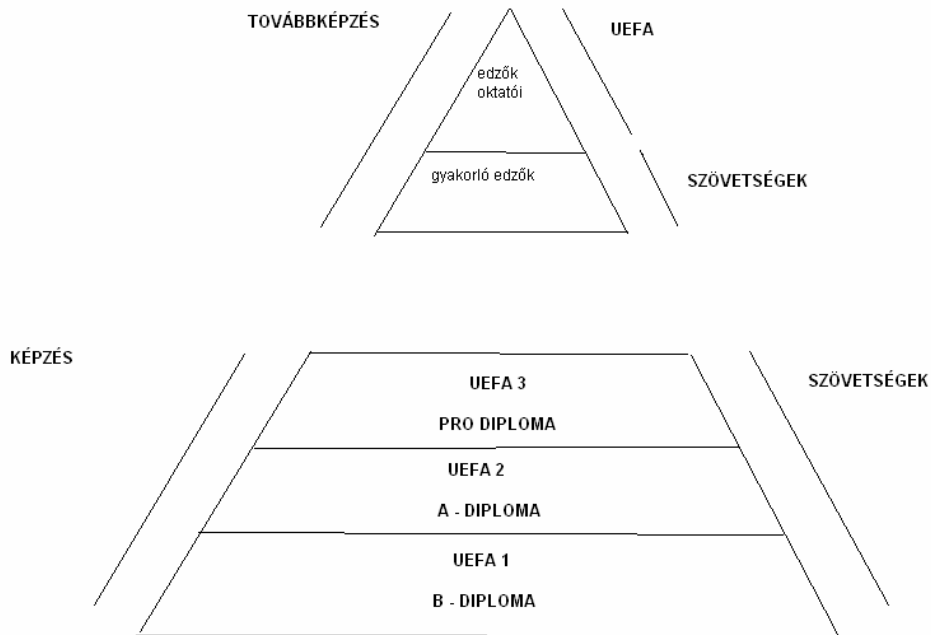 TOVÁBBKÉPZÉS
UEFA
edzők
oktatói
gyakorló edzők
SZÖVETSÉGEK
KÉPZÉS
SZÖVETSÉGEK
UEFA 3
PRO DIPLOMA
UEFA 2
A - DIPLOMA
UEFA 1
B - DIPLOMA